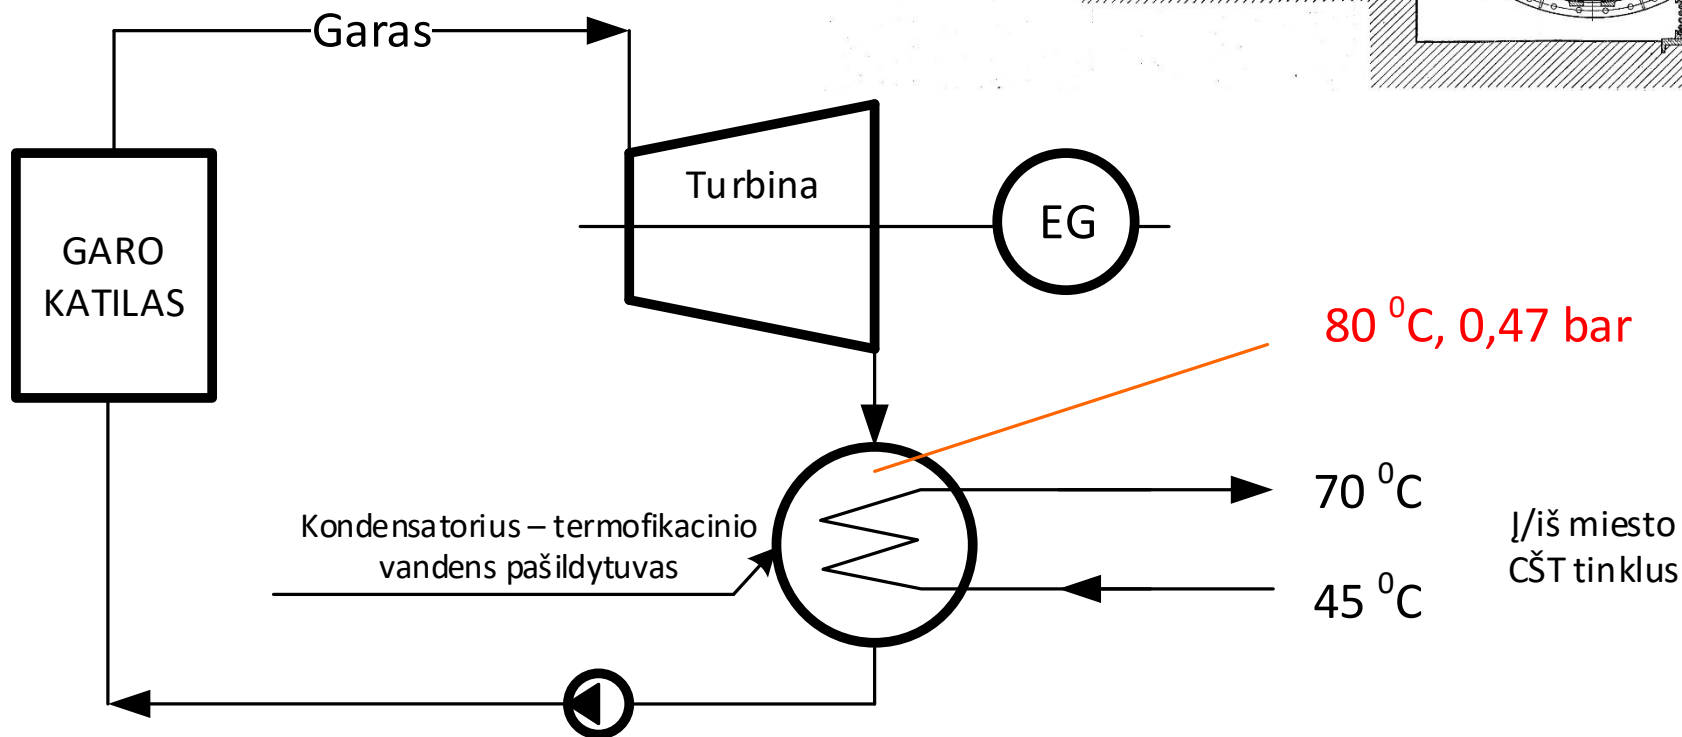 Garas
Turbina
EG
GARO
KATILAS
80 ⁰C, 0,47 bar
70 ⁰C
Į/iš miesto
CŠT tinklus
45 ⁰C
Kondensatorius – termofikacinio
vandens pašildytuvas